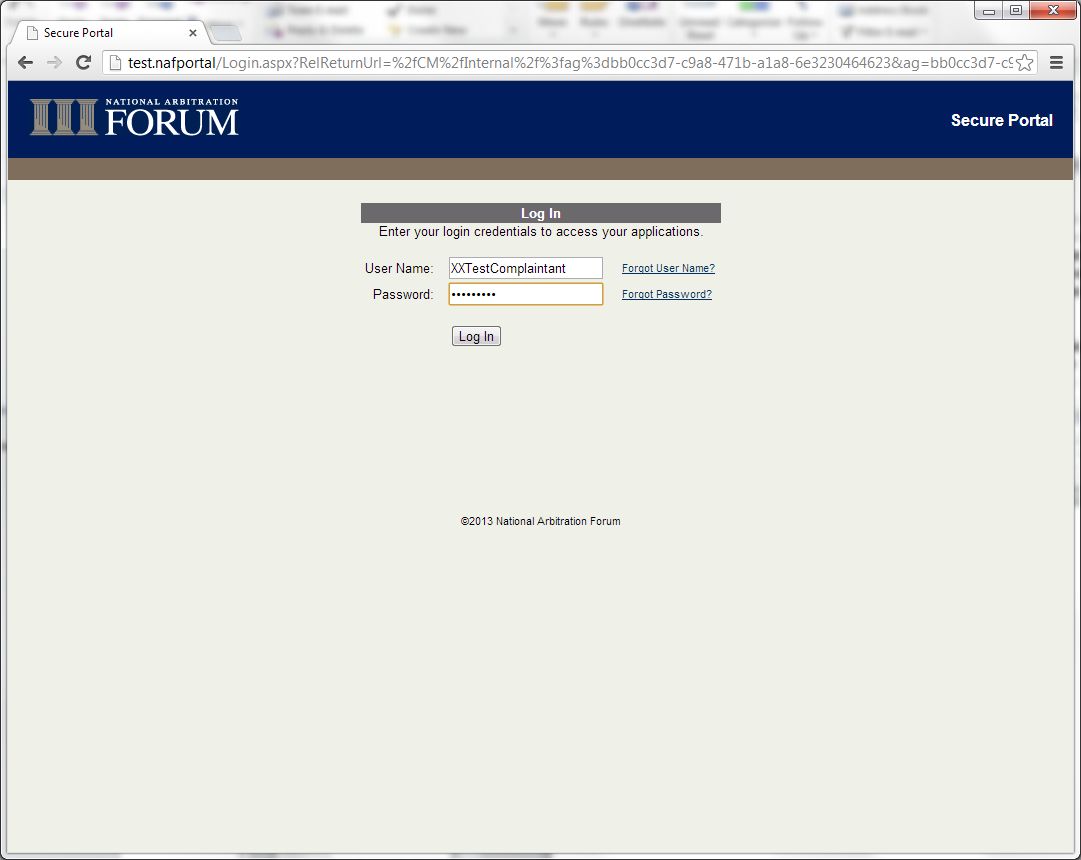 Secure Portal
test.nafportal/Login.aspx?RelReturnUrl=%2fCM%2fInternal%2f%3fag%3dbb0cc3d7-c9a8-471b-a1a8-6e3230464623&ag=bb0cc3d7-c9
NATIONAL ARBITRATION
FORUM
Secure Portal
Log In
Enter your login credentials to access your applications.
User Name: XXTestComplaintant Forgot User Name?
Password: ••••••••• Forgot Password?
Log In
©2013 National Arbitration Forum